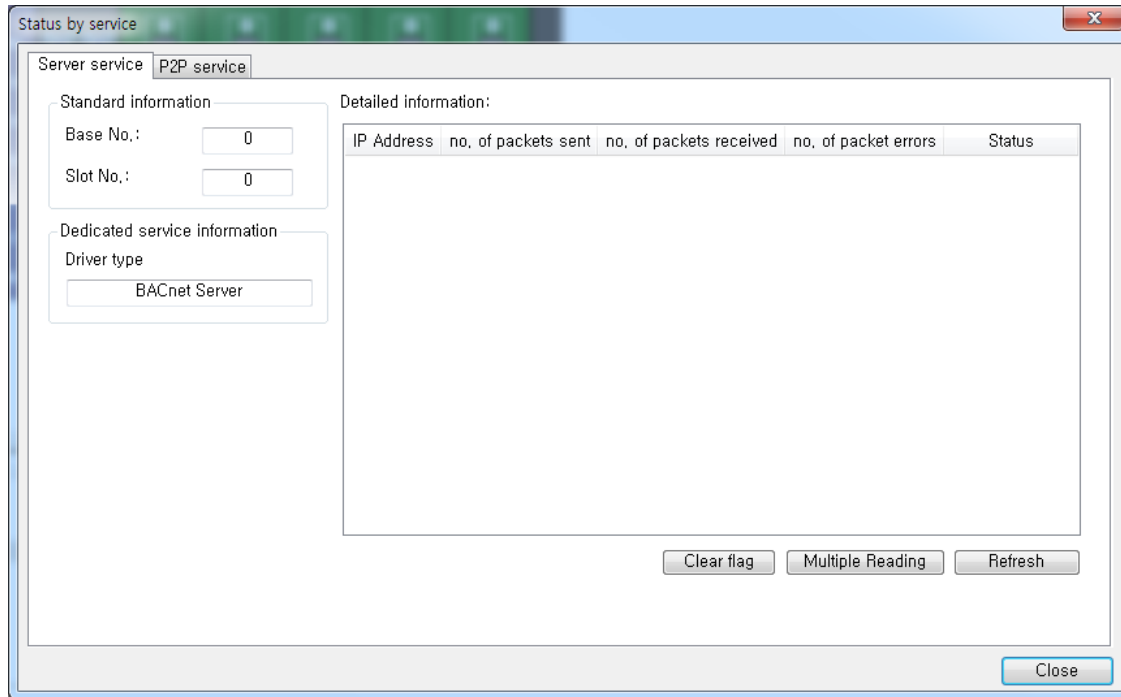 Status by service
Server service P2P service
Standard information
Base No.: 0
Slot No.: 0
Dedicated service information
Driver type
BACnet Server
Detailed information:
IP Address no. of packets sent no. of packets received no. of packet errors Status
Clear flag Multiple Reading Refresh
Close